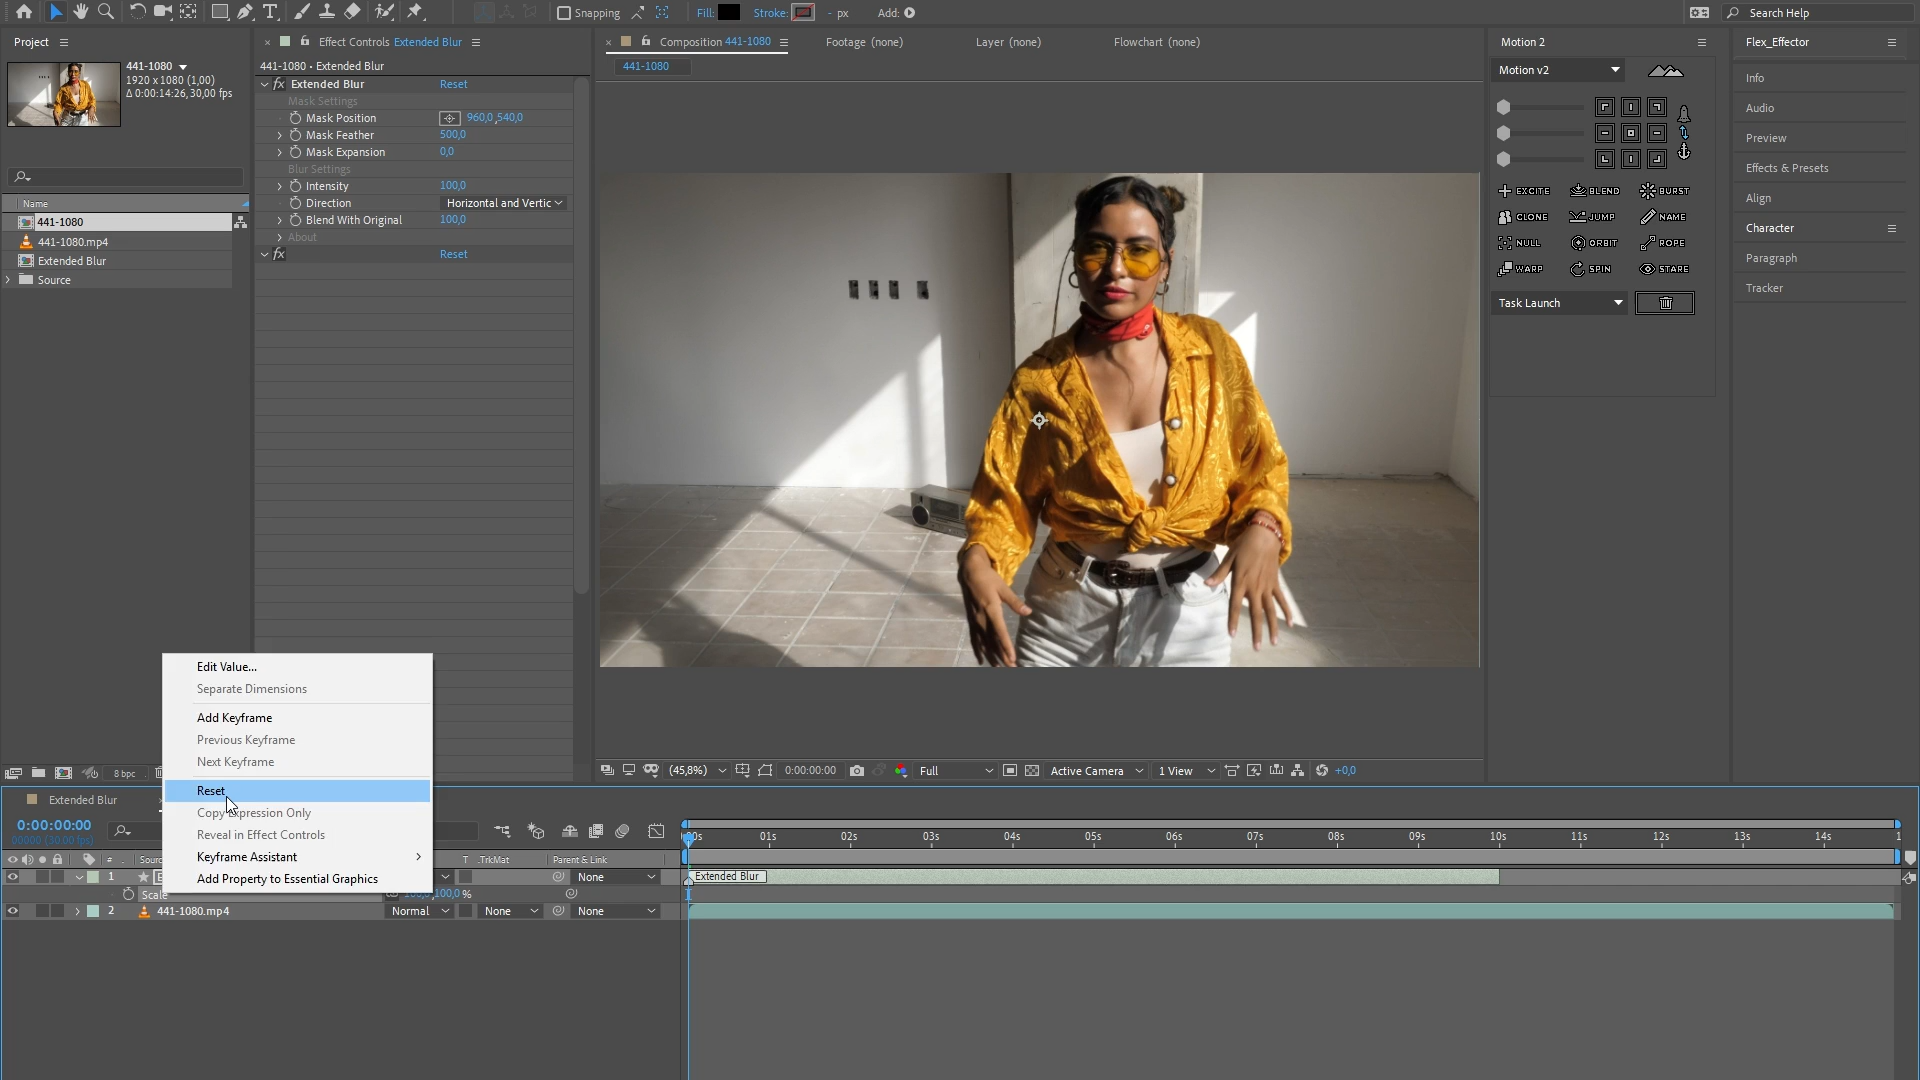 Snapping
Fill:
Stroke:
- px
Add:
Search Help
Project
441-1080
1920 x 1080 (1,00)
Δ 0:00:14:26, 30,00 fps
Name
441-1080
441-1080.mp4
Extended Blur
Source
8 bpc
Effect Controls Extended Blur
441-1080 • Extended Blur
fx Extended Blur Reset
Mask Settings
Mask Position 960,0,540,0
Mask Feather 500,0
Mask Expansion 0,0
Blur Settings
Intensity 100,0
Direction Horizontal and Vertic
Blend With Original 100,0
About
fx Reset
Composition 441-1080
Footage (none)
Layer (none)
Flowchart (none)
441-1080
(45,8%)
0:00:00:00
Full
Active Camera
1 View
+0,0
Motion 2
Motion v2
EXCITE BLEND BURST
CLONE JUMP NAME
NULL ORBIT ROPE
WARP SPIN STARE
Task Launch
Flex_Effector
Info
Audio
Preview
Effects & Presets
Align
Character
Paragraph
Tracker
Edit Value...
Separate Dimensions
Add Keyframe
Previous Keyframe
Next Keyframe
Reset
Copy Expression Only
Reveal in Effect Controls
Keyframe Assistant
Add Property to Essential Graphics
Extended Blur
0:00:00:00
00000 (30.00 fps)
01s 02s 03s 04s 05s 06s 07s 08s 09s 10s 11s 12s 13s 14s
# Sourc T .TrkMat Parent & Link
1 None
Extended Blur
Scale 100,0 %
2 441-1080.mp4 Normal None None